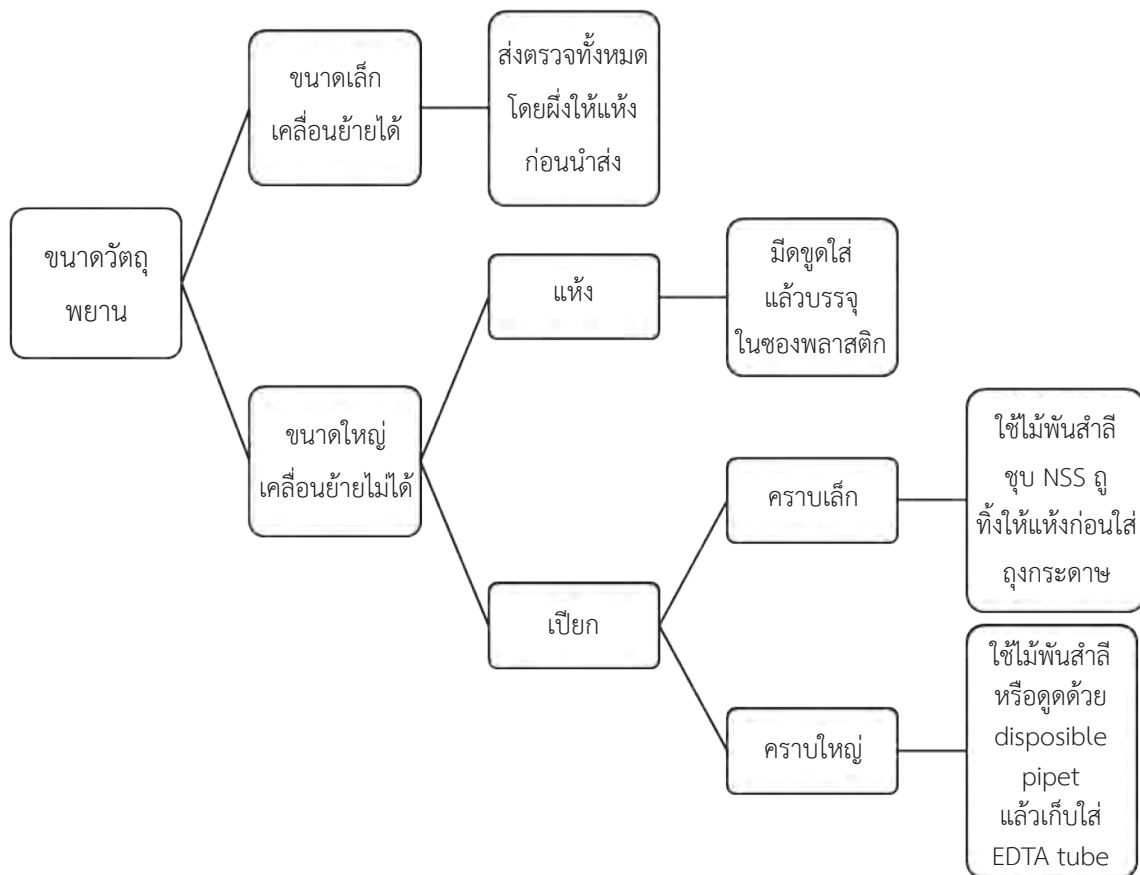 ขนาดวัตถุ
พยาน
ขนาดเล็ก
เคลื่อนย้ายได้
ส่งตรวจทั้งหมด
โดยผึ่งให้แห้ง
ก่อนนำส่ง
ขนาดใหญ่
เคลื่อนย้ายไม่ได้
แห้ง
มีดขูดใส่
แล้วบรรจุ
ในซองพลาสติก
เปียก
คราบเล็ก
ใช้ไม้พันสำลี
ชุบ NSS ถู
ทิ้งให้แห้งก่อนใส่
ถุงกระดาษ
คราบใหญ่
ใช้ไม้พันสำลี
หรือดูดด้วย
disposible
pipet
แล้วเก็บใส่
EDTA tube